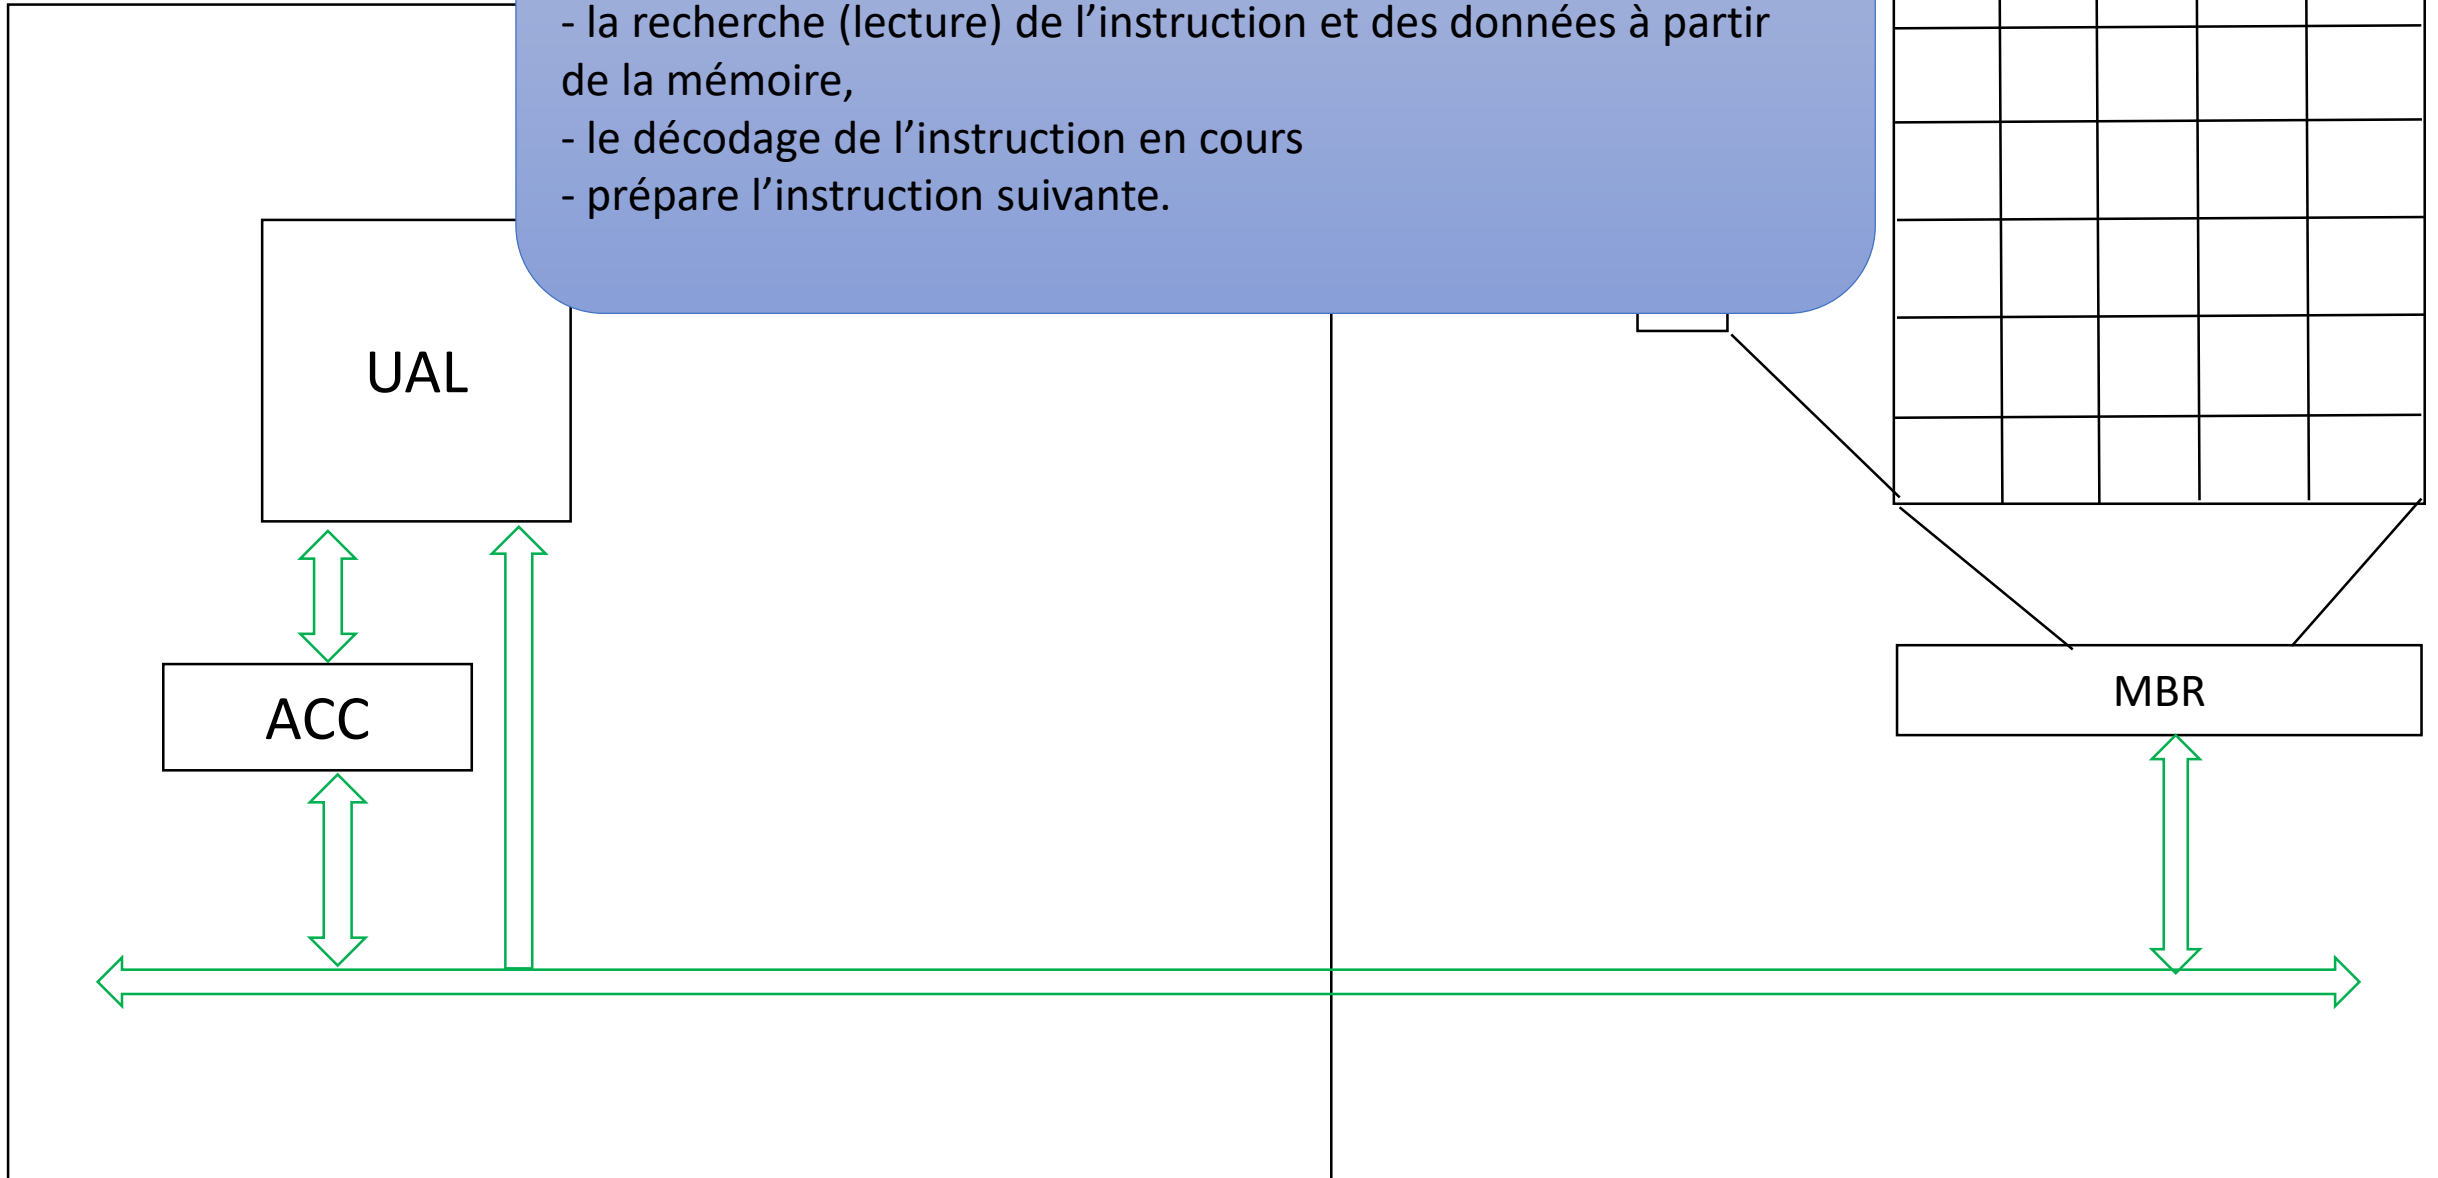 - la recherche (lecture) de l’instruction et des données à partir
de la mémoire,
- le décodage de l’instruction en cours
- prépare l’instruction suivante.
UAL
ACC
MBR